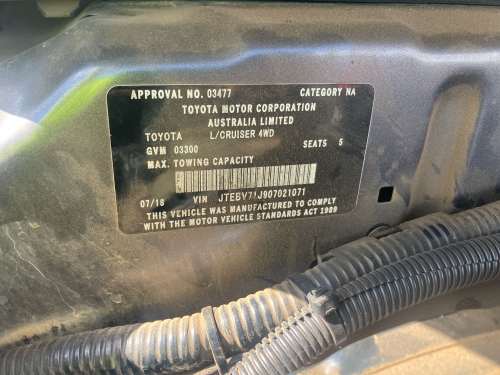 APPROVAL NO. 03477 CATEGORY NA
TOYOTA MOTOR CORPORATION
AUSTRALIA LIMITED
TOYOTA L/CRUISER 4WD
GVM 03300 SEATS 5
MAX. TOWING CAPACITY
07/16 VIN JTEBV71J907021071
THIS VEHICLE WAS MANUFACTURED TO COMPLY
WITH THE MOTOR VEHICLE STANDARDS ACT 1989